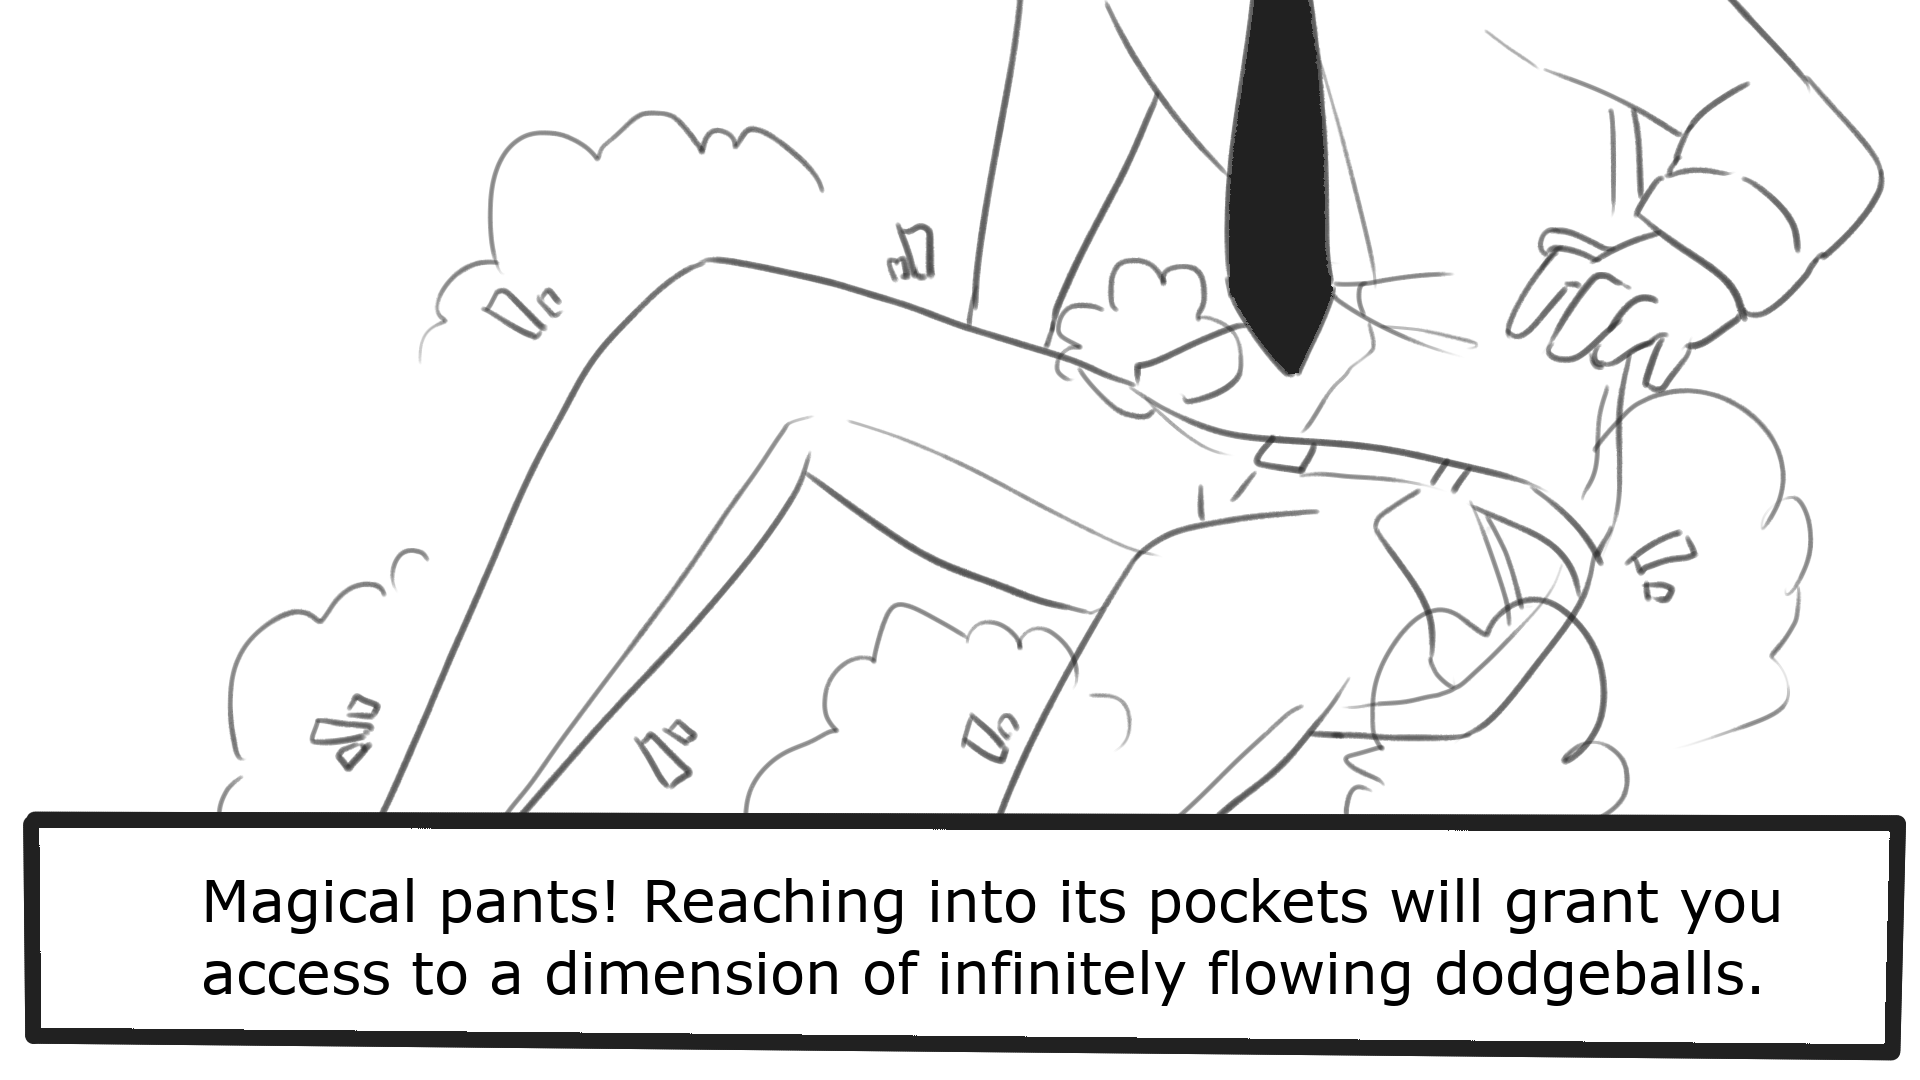 Magical pants! Reaching into its pockets will grant you
access to a dimension of infinitely flowing dodgeballs.